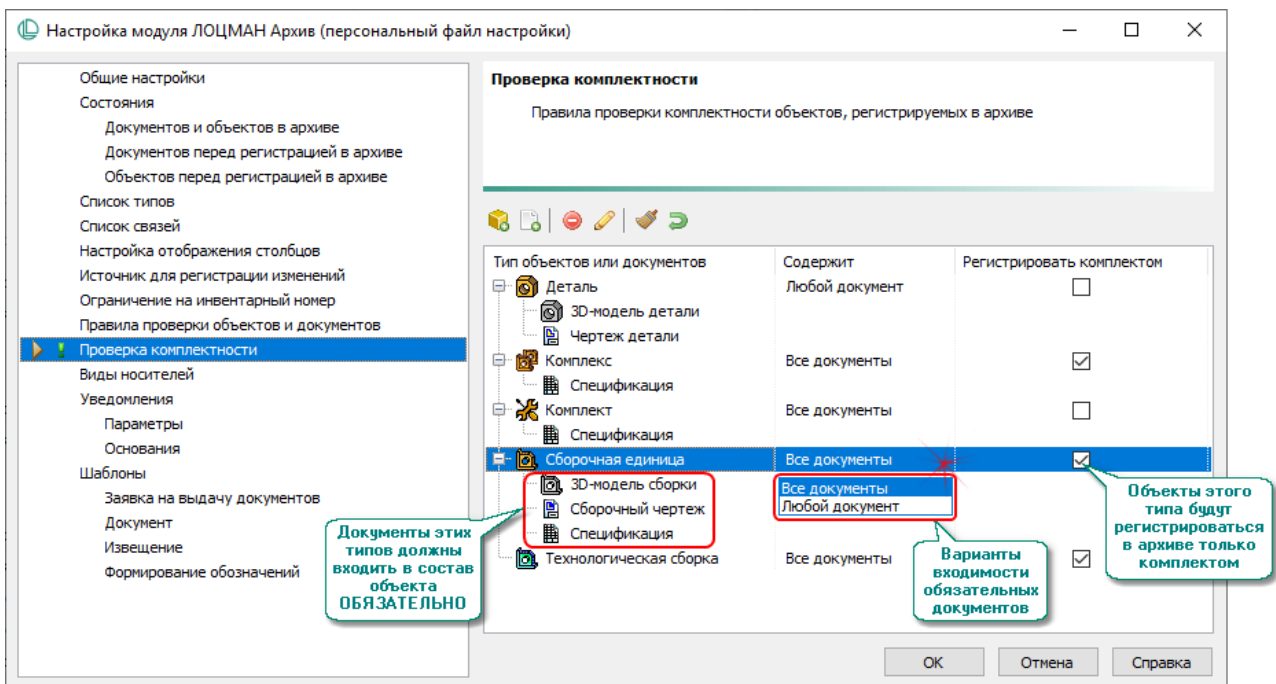 Настройка модуля ЛОЦМАН Архив (персональный файл настройки)
Общие настройки
Состояния
Документов и объектов в архиве
Документов перед регистрацией в архиве
Объектов перед регистрацией в архиве
Список типов
Список связей
Настройка отображения столбцов
Источник для регистрации изменений
Ограничение на инвентарный номер
Правила проверки объектов и документов
Проверка комплектности
Виды носителей
Уведомления
Параметры
Основания
Шаблоны
Заявка на выдачу документов
Документ
Извещение
Формирование обозначений
Проверка комплектности
Правила проверки комплектности объектов, регистрируемых в архиве
Тип объектов или документов Содержит Регистрировать комплектом
Деталь Любой документ
3D-модель детали
Чертеж детали
Комплекс Все документы
Спецификация
Комплект Все документы
Спецификация
Сборочная единица Все документы
3D-модель сборки
Сборочный чертеж
Спецификация
Все документы
Любой документ
Технологическая сборка Все документы
Документы этих
типов должны
входить в состав
объекта
ОБЯЗАТЕЛЬНО
Варианты
входимости
обязательных
документов
Объекты этого
типа будут
регистрироваться
в архиве только
комплектом
ОК Отмена Справка